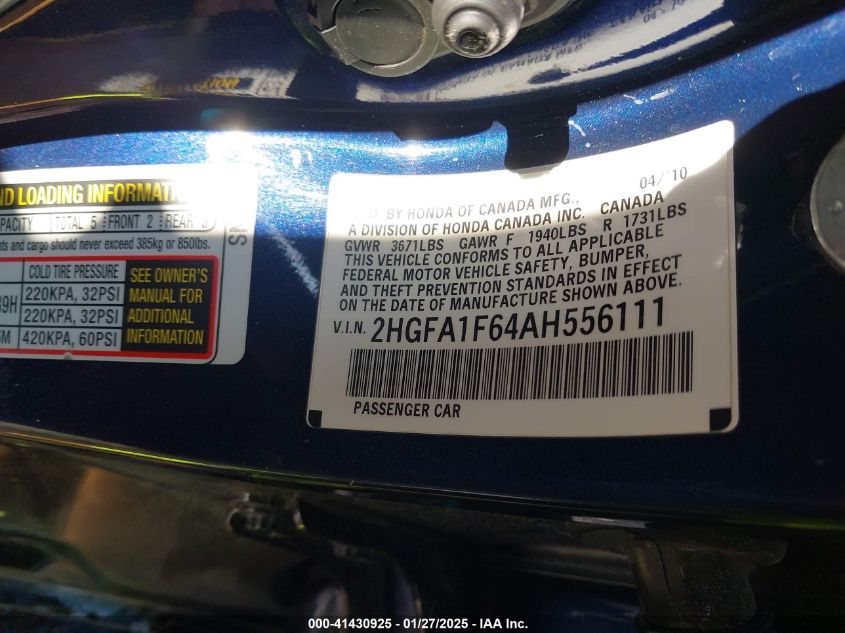 ND LOADING INFORMATI
APACITY TOTAL 5 FRONT 2 REAR 3
nts and cargo should never exceed 385kg or 850lbs.
COLD TIRE PRESSURE
89H 220KPA, 32PSI
220KPA, 32PSI
5M 420KPA, 60PSI
SEE OWNER'S
MANUAL FOR
ADDITIONAL
INFORMATION
SN
04/'10
BY HONDA OF CANADA MFG.,
A DIVISION OF HONDA CANADA INC. CANADA
GVWR 3671LBS GAWR F 1940LBS R 1731LBS
THIS VEHICLE CONFORMS TO ALL APPLICABLE
FEDERAL MOTOR VEHICLE SAFETY, BUMPER,
AND THEFT PREVENTION STANDARDS IN EFFECT
ON THE DATE OF MANUFACTURE SHOWN ABOVE.
V.I.N. 2HGFA1F64AH556111
PASSENGER CAR
000-41430925 - 01/27/2025 - IAA Inc.